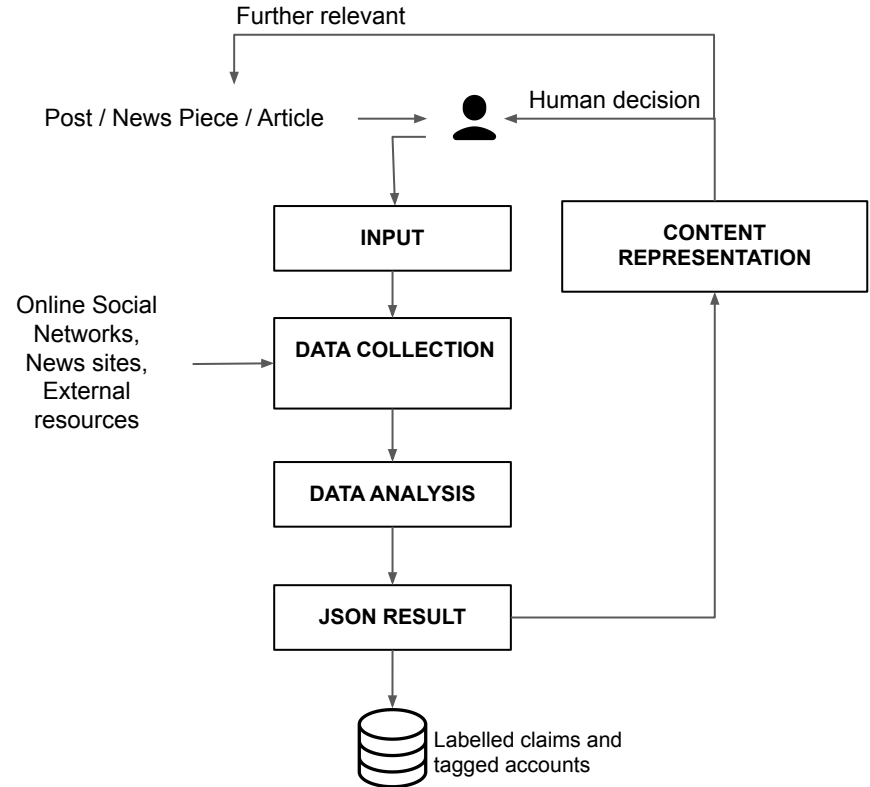 Further relevant
Post / News Piece / Article
Human decision
INPUT
CONTENT
REPRESENTATION
Online Social
Networks,
News sites,
External
resources
DATA COLLECTION
DATA ANALYSIS
JSON RESULT
Labelled claims and
tagged accounts